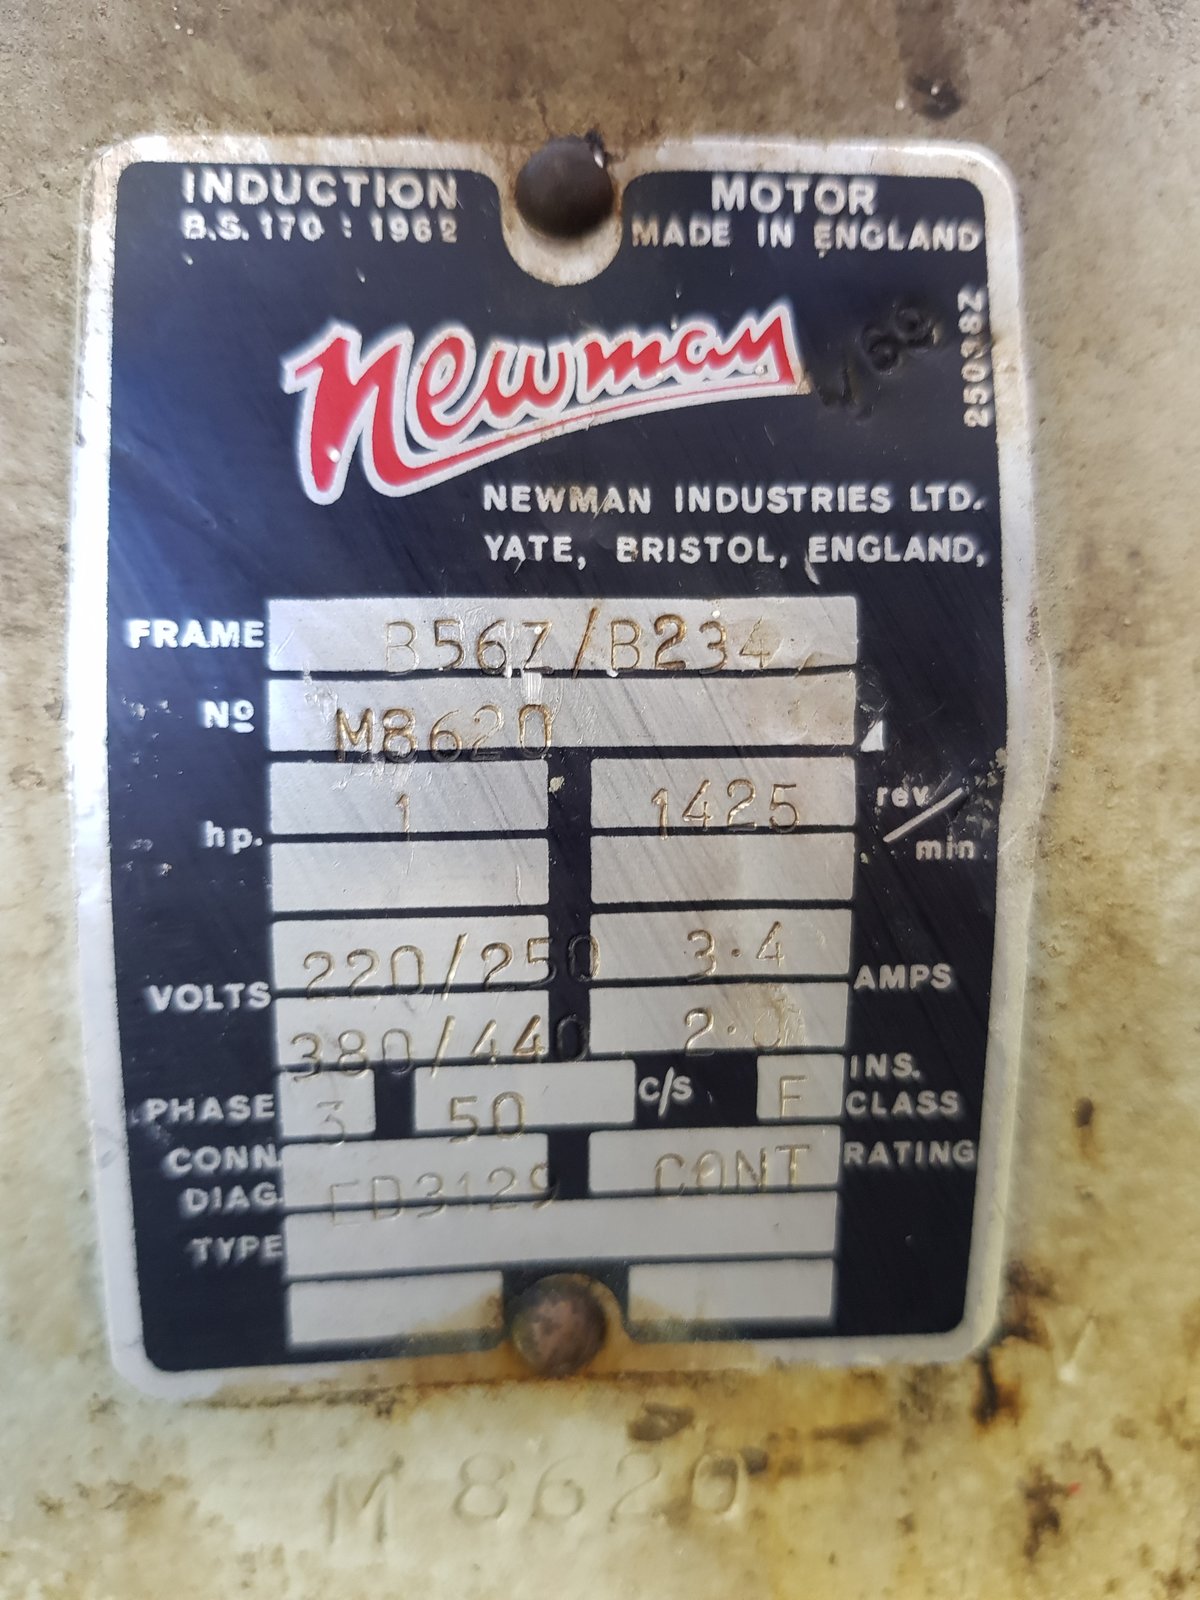 INDUCTION MOTOR
B.S. 170 : 1962 MADE IN ENGLAND
Newman
NEWMAN INDUSTRIES LTD.
YATE, BRISTOL, ENGLAND,
FRAME B56Z/B234
Nº M8620
hp. 1 1425 rev/min
VOLTS 220/250 3.4 AMPS
380/440 2.0
PHASE 3 50 c/s F INS. CLASS
CONN. DIAG. ED3129 CONT RATING
TYPE
M 8620